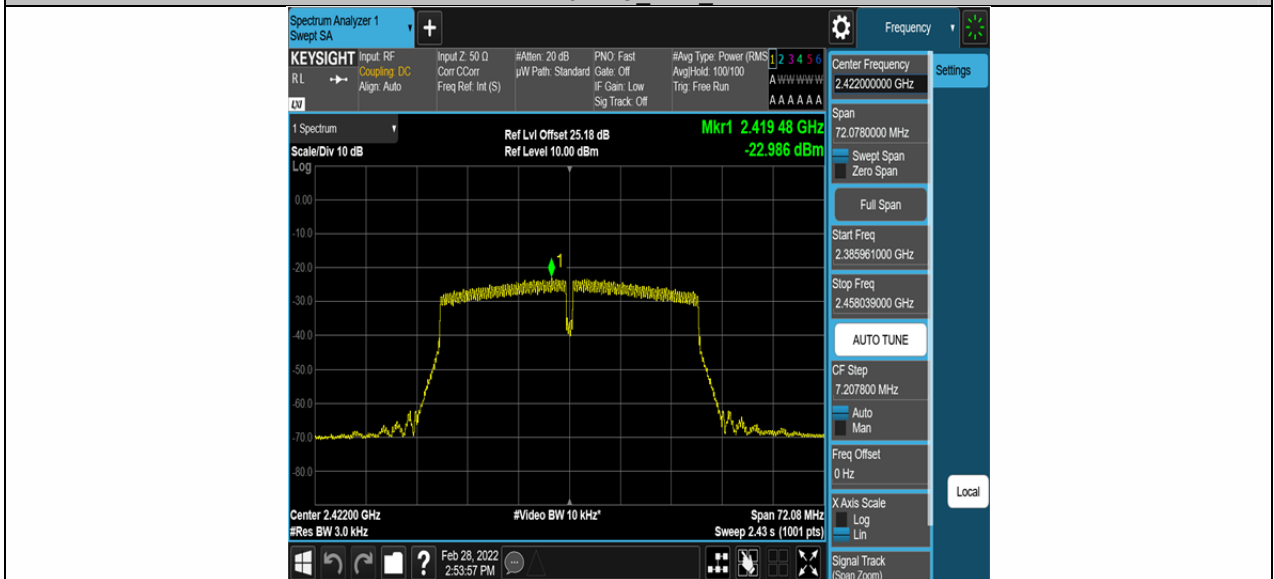 Spectrum Analyzer 1
Swept SA
+
Frequency
KEYSIGHT
RL
LXI
Input: RF
Coupling: DC
Align: Auto
Input Z: 50 Ω
Corr CCorr
Freq Ref: Int (S)
#Atten: 20 dB
µW Path: Standard
PNO: Fast
Gate: Off
IF Gain: Low
Sig Track: Off
#Avg Type: Power (RMS
Avg|Hold: 100/100
Trig: Free Run
1 2 3 4 5 6
A W W W W W
A A A A A A
1 Spectrum
Scale/Div 10 dB
Log
Ref Lvl Offset 25.18 dB
Ref Level 10.00 dBm
Mkr1 2.419 48 GHz
-22.986 dBm
0.00
-10.0
-20.0
-30.0
-40.0
-50.0
-60.0
-70.0
-80.0
1
Center 2.42200 GHz
#Res BW 3.0 kHz
#Video BW 10 kHz*
Span 72.08 MHz
Sweep 2.43 s (1001 pts)
Center Frequency
2.422000000 GHz
Settings
Span
72.0780000 MHz
Swept Span
Zero Span
Full Span
Start Freq
2.385961000 GHz
Stop Freq
2.458039000 GHz
AUTO TUNE
CF Step
7.207800 MHz
Auto
Man
Freq Offset
0 Hz
X Axis Scale
Log
Lin
Local
Signal Track
(Span Zoom)
?
Feb 28, 2022
2:53:57 PM